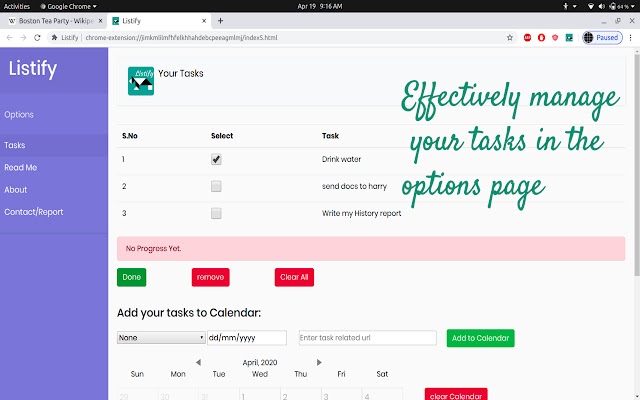 Activities
Google Chrome
Apr 19 9:16 AM
64 %
Boston Tea Party - Wikipe
Listify
Listify | chrome-extension://jimkmlilmfhfelkhhahdebcpeeagmlmj/index5.html
Paused
Listify
Options
Tasks
Read Me
About
Contact/Report
Listify
Your Tasks
Effectively manage
your tasks in the
options page
S.No Select Task
1 Drink water
2 send docs to harry
3 Write my History report
No Progress Yet.
Done remove Clear All
Add your tasks to Calendar:
None dd/mm/yyyy Enter task related url Add to Calendar
April, 2020
Sun Mon Tue Wed Thu Fri Sat
29 30 31 1 2 3 4
clear Calendar